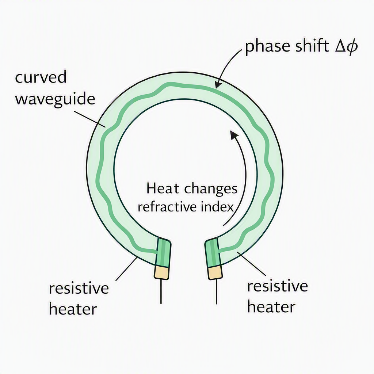 phase shift Δϕ
curved
waveguide
Heat changes
refractive index
resistive
heater
resistive
heater